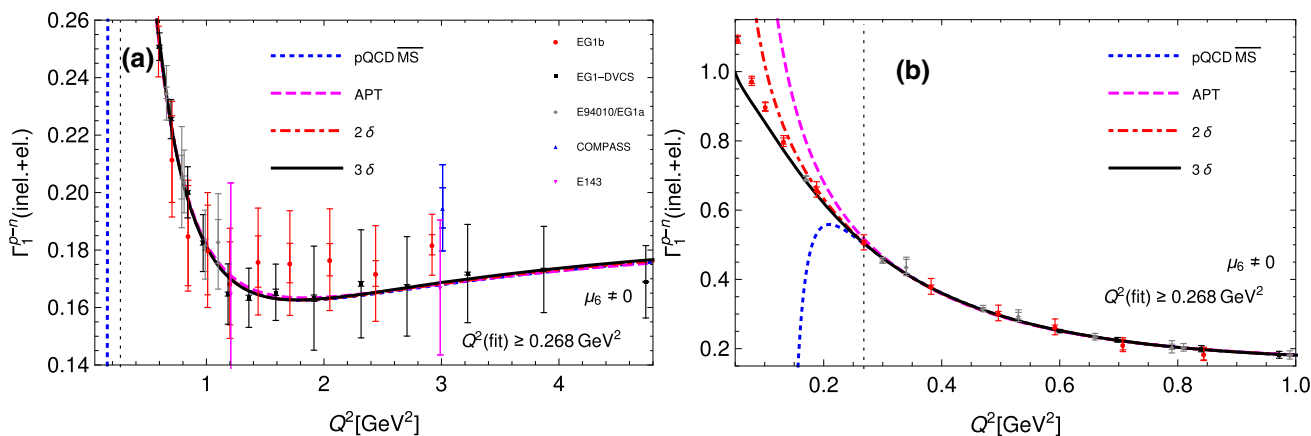 (a)
0.26
0.24
0.22
0.20
0.18
0.16
0.14
Γ₁ᵖ⁻ⁿ(inel.+el.)
pQCD M̅S̅
APT
2 δ
3 δ
EG1b
EG1-DVCS
E94010/EG1a
COMPASS
E143
μ₆ ≠ 0
Q²(fit) ≥ 0.268 GeV²
1 2 3 4
Q²[GeV²]
(b)
1.0
0.8
0.6
0.4
0.2
Γ₁ᵖ⁻ⁿ(inel.+el.)
pQCD M̅S̅
APT
2 δ
3 δ
μ₆ ≠ 0
Q²(fit) ≥ 0.268 GeV²
0.2 0.4 0.6 0.8 1.0
Q²[GeV²]